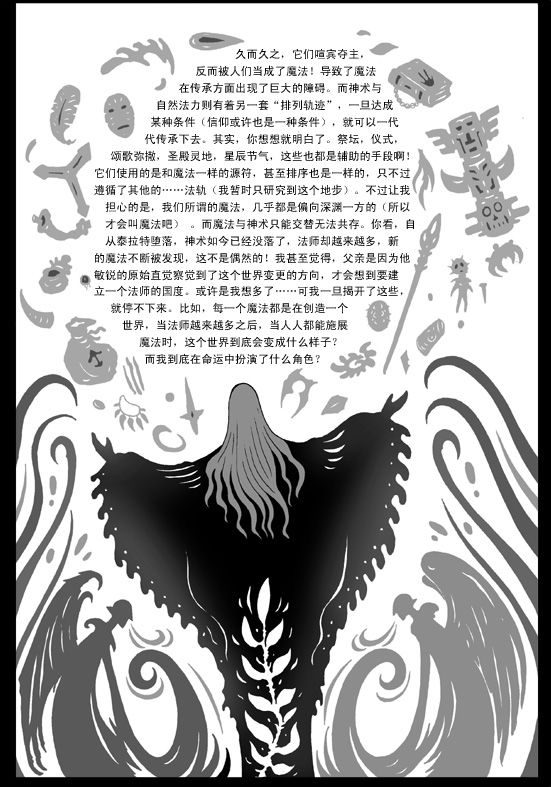 久而久之，它们喧宾夺主，
反而被人们当成了魔法！导致了魔法
在传承方面出现了巨大的障碍。而神术与
自然法力则有着另一套“排列轨迹”，一旦达成
某种条件（信仰或许也是一种条件），就可以一代
代传承下去。其实，你想想就明白了。祭坛，仪式，
颂歌弥撒，圣殿灵地，星辰节气，这些也都是辅助的手段啊！
它们使用的是和魔法一样的源符，甚至排序也是一样的，只不过
遵循了其他的……法轨（我暂时只研究到这个地步）。不过让我
担心的是，我们所谓的魔法，几乎都是偏向深渊一方的（所以
才会叫魔法吧）。而魔法与神术只能交替无法共存。你看，自
从泰拉特堕落，神术如今已经没落了，法师却越来越多，新
的魔法不断被发现，这不是偶然的！我甚至觉得，父亲是因为他
敏锐的原始直觉察觉到了这个世界变更的方向，才会想到要建
立一个法师的国度。或许是我想多了……可我一旦揭开了这些，
就停不下来。比如，每一个魔法都是在创造一个
世界，当法师越来越多之后，当人人都能施展
魔法时，这个世界到底会变成什么样子？
而我到底在命运中扮演了什么角色？